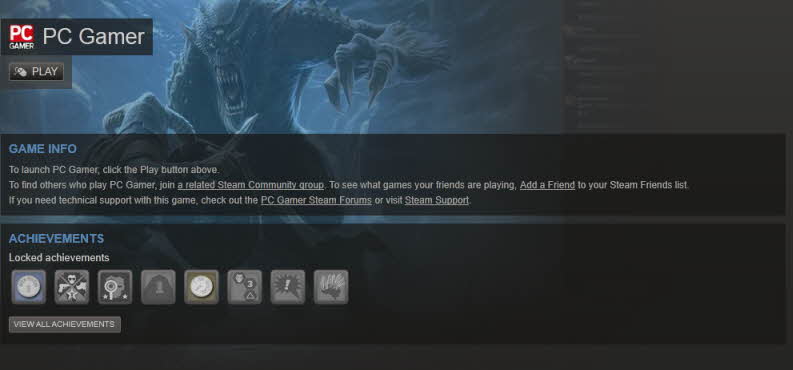 PC GAMER PC Gamer
PLAY
GAME INFO
To launch PC Gamer, click the Play button above.
To find others who play PC Gamer, join a related Steam Community group. To see what games your friends are playing, Add a Friend to your Steam Friends list.
If you need technical support with this game, check out the PC Gamer Steam Forums or visit Steam Support.
ACHIEVEMENTS
Locked achievements
1
3
!
VIEW ALL ACHIEVEMENTS